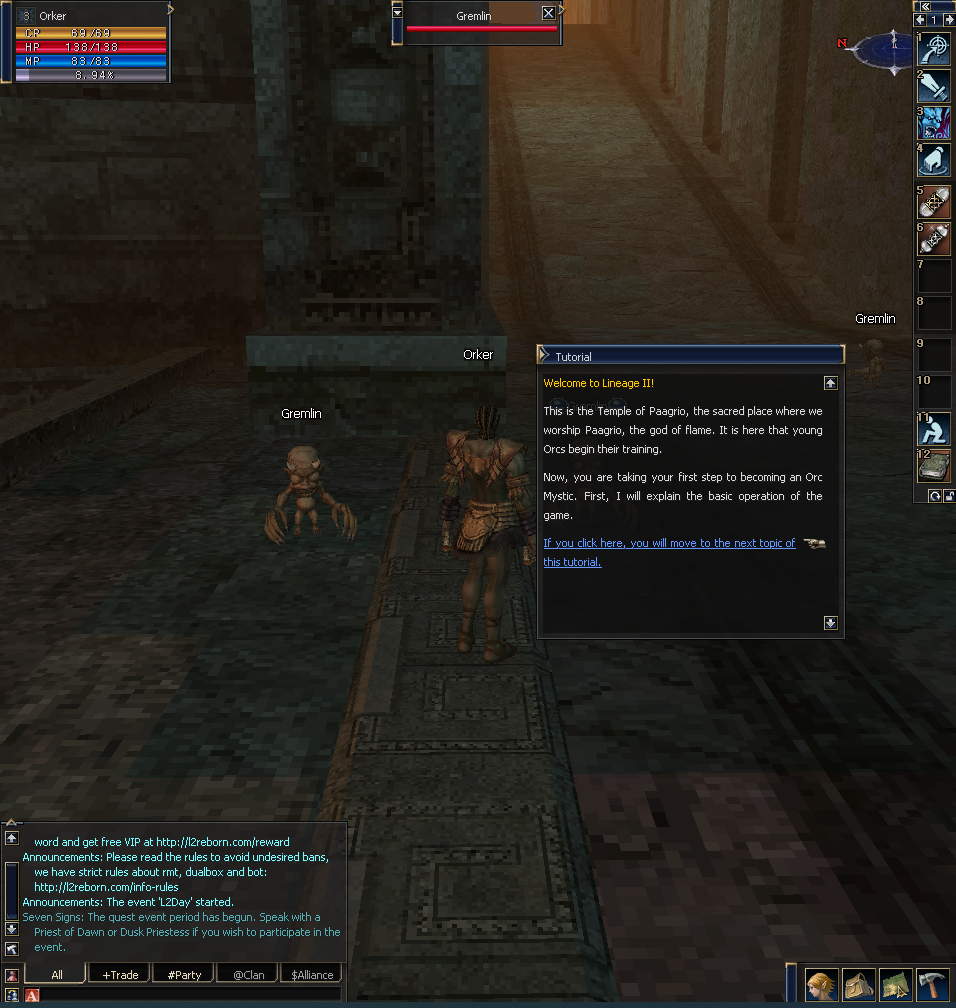 3 Orker
CP 69/69
HP 138/138
MP 83/83
8.94%
Gremlin
N
1
1
2
3
4
5
6
7
8
9
10
11
12
Gremlin
Orker
Gremlin
Tutorial
Welcome to Lineage II!
This is the Temple of Paagrio, the sacred place where we
worship Paagrio, the god of flame. It is here that young
Orcs begin their training.
Now, you are taking your first step to becoming an Orc
Mystic. First, I will explain the basic operation of the
game.
If you click here, you will move to the next topic of
this tutorial.
word and get free VIP at http://l2reborn.com/reward
Announcements: Please read the rules to avoid undesired bans,
we have strict rules about rmt, dualbox and bot:
http://l2reborn.com/info-rules
Announcements: The event 'L2Day' started.
Seven Signs: The quest event period has begun. Speak with a
Priest of Dawn or Dusk Priestess if you wish to participate in the
event.
All +Trade #Party @Clan $Alliance
A